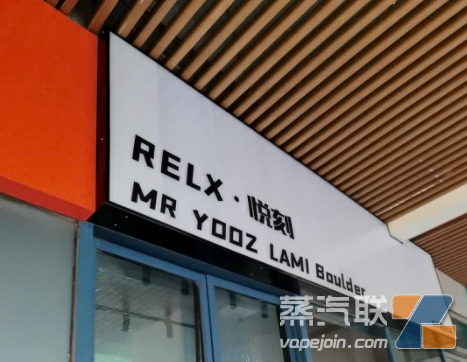 RELX · 悦刻
MR YOOZ LAMI Boulder
蒸汽联
vapejoin.com